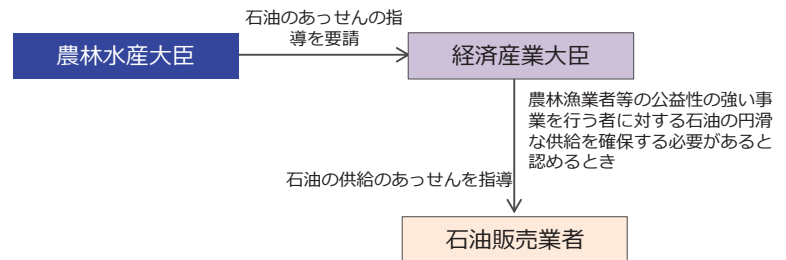 石油のあっせんの指
導を要請
農林水産大臣
経済産業大臣
農林漁業者等の公益性の強い事
業を行う者に対する石油の円滑
な供給を確保する必要があると
認めるとき
石油の供給のあっせんを指導
石油販売業者